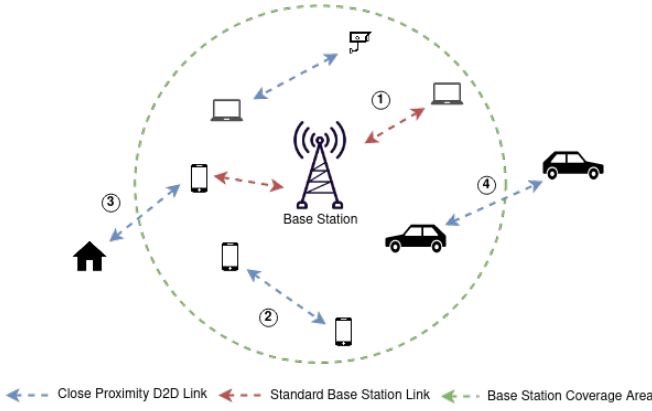 1
4
3
Base Station
2
Close Proximity D2D Link
Standard Base Station Link
Base Station Coverage Area